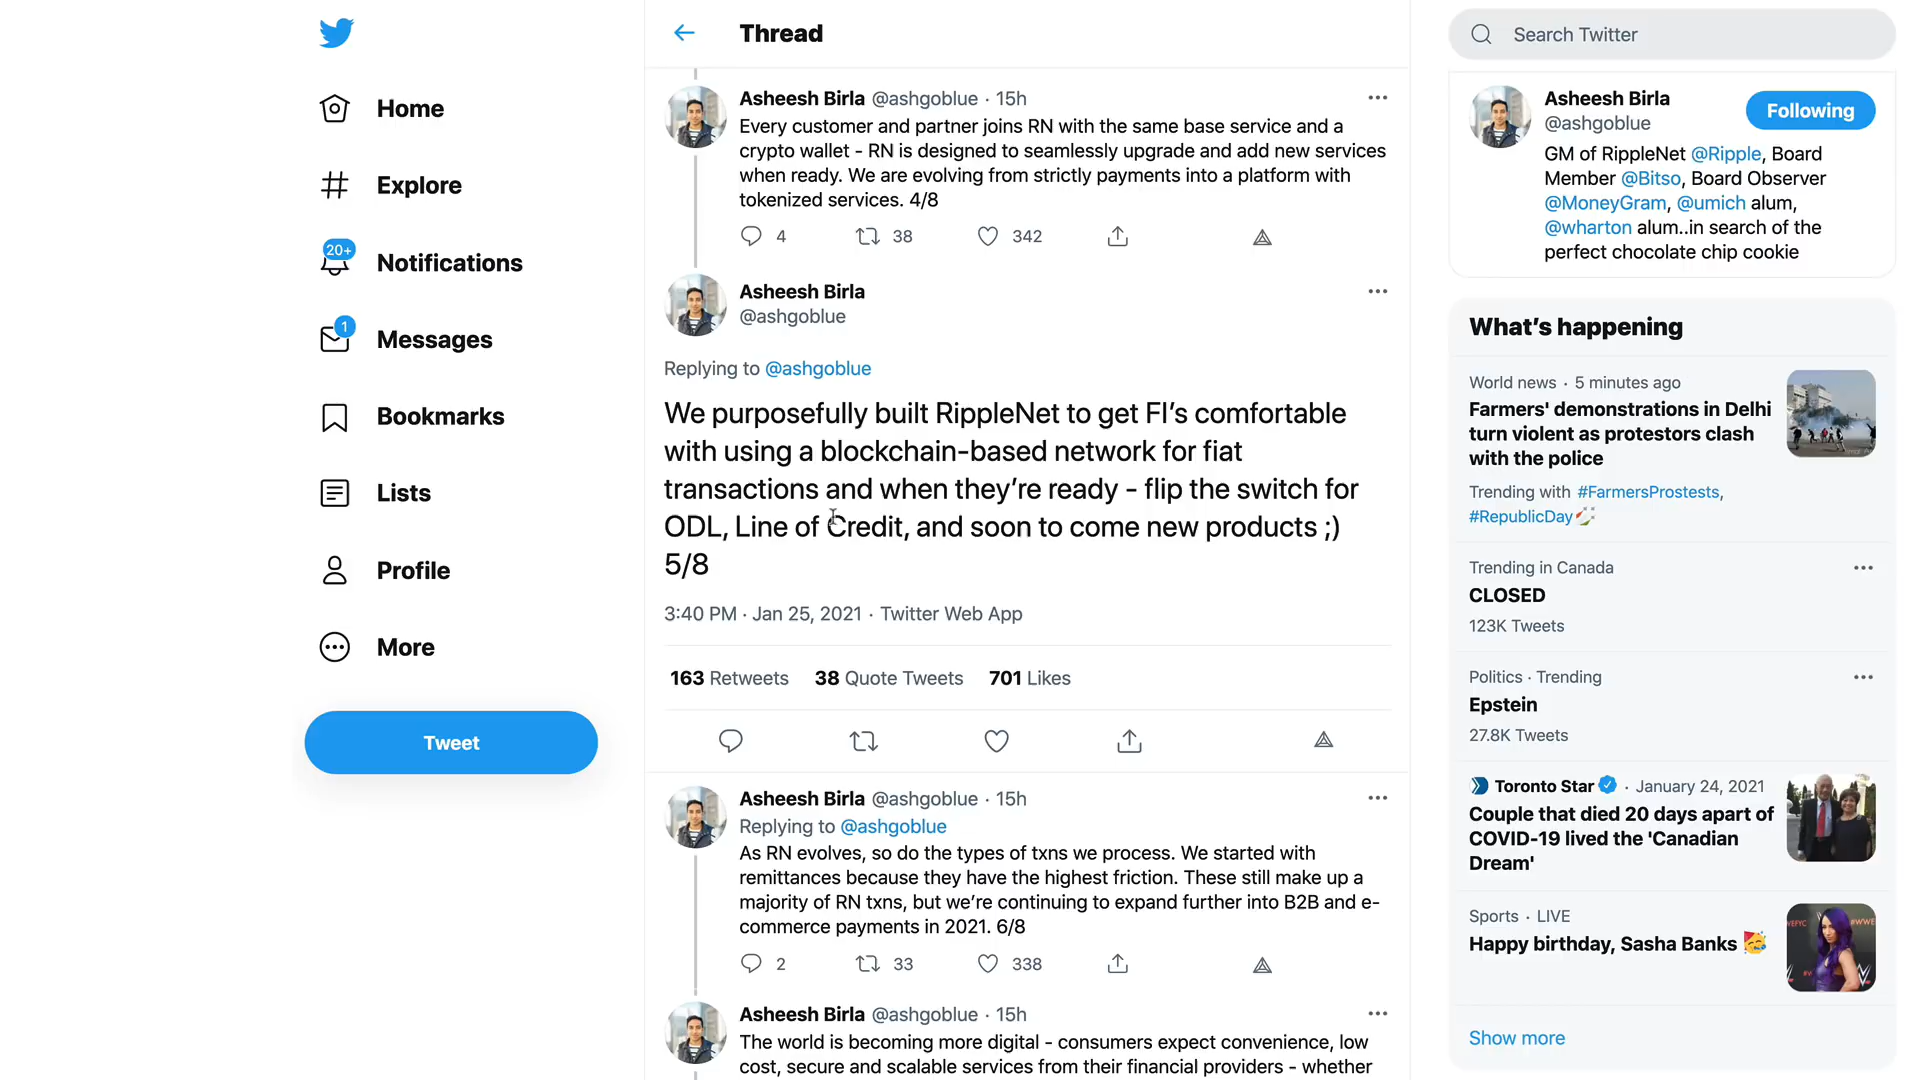 Home
Explore
20+
Notifications
1
Messages
Bookmarks
Lists
Profile
More
Tweet
Thread
Asheesh Birla @ashgoblue · 15h
Every customer and partner joins RN with the same base service and a
crypto wallet - RN is designed to seamlessly upgrade and add new services
when ready. We are evolving from strictly payments into a platform with
tokenized services. 4/8
4 38 342
Asheesh Birla
@ashgoblue
Replying to @ashgoblue
We purposefully built RippleNet to get FI’s comfortable
with using a blockchain-based network for fiat
transactions and when they’re ready - flip the switch for
ODL, Line of Credit, and soon to come new products ;)
5/8
3:40 PM · Jan 25, 2021 · Twitter Web App
163 Retweets 38 Quote Tweets 701 Likes
Asheesh Birla @ashgoblue · 15h
Replying to @ashgoblue
As RN evolves, so do the types of txns we process. We started with
remittances because they have the highest friction. These still make up a
majority of RN txns, but we’re continuing to expand further into B2B and e-
commerce payments in 2021. 6/8
2 33 338
Asheesh Birla @ashgoblue · 15h
The world is becoming more digital - consumers expect convenience, low
cost, secure and scalable services from their financial providers - whether
Search Twitter
Asheesh Birla
@ashgoblue
Following
GM of RippleNet @Ripple, Board
Member @Bitso, Board Observer
@MoneyGram, @umich alum,
@wharton alum..in search of the
perfect chocolate chip cookie
What’s happening
World news · 5 minutes ago
Farmers' demonstrations in Delhi
turn violent as protestors clash
with the police
Trending with #FarmersProstests,
#RepublicDay
Trending in Canada
CLOSED
123K Tweets
Politics · Trending
Epstein
27.8K Tweets
Toronto Star · January 24, 2021
Couple that died 20 days apart of
COVID-19 lived the 'Canadian
Dream'
Sports · LIVE
Happy birthday, Sasha Banks 🥳
Show more